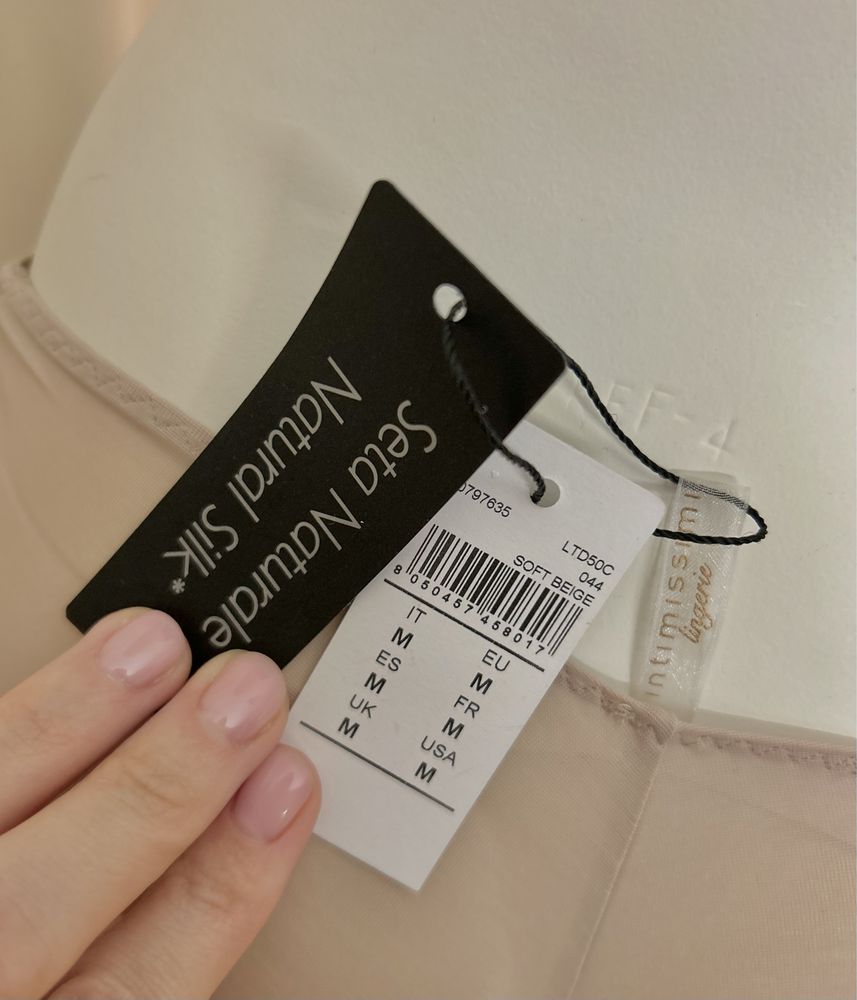 Seta Naturale
Natural Silk*
0797635
LTD50C
044
SOFT BEIGE
8 050457 458017
IT
M
EU
M
ES
M
FR
M
UK
M
USA
M
intimissimi
lingerie